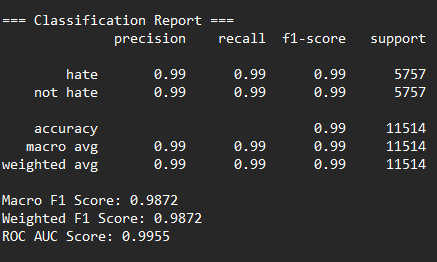 === Classification Report ===
precision recall f1-score support
hate 0.99 0.99 0.99 5757
not hate 0.99 0.99 0.99 5757
accuracy 0.99 11514
macro avg 0.99 0.99 0.99 11514
weighted avg 0.99 0.99 0.99 11514
Macro F1 Score: 0.9872
Weighted F1 Score: 0.9872
ROC AUC Score: 0.9955